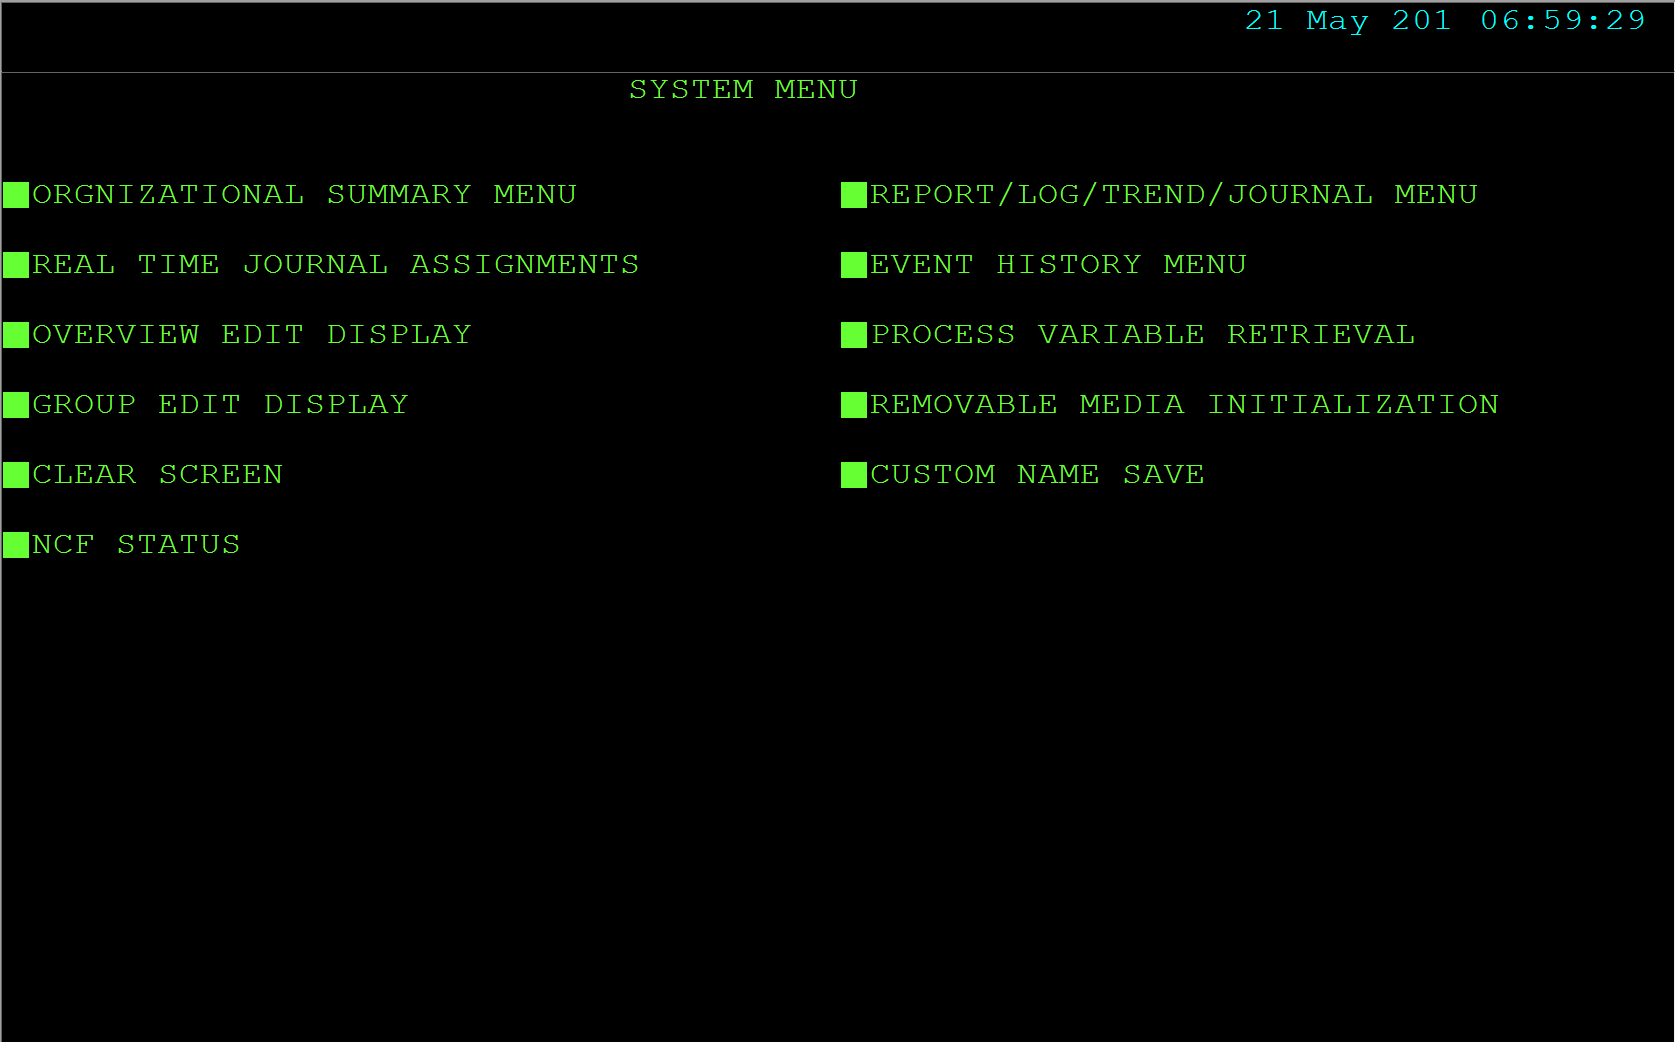 21 May 201 06:59:29
SYSTEM MENU
ORGNIZATIONAL SUMMARY MENU
REPORT/LOG/TREND/JOURNAL MENU
REAL TIME JOURNAL ASSIGNMENTS
EVENT HISTORY MENU
OVERVIEW EDIT DISPLAY
PROCESS VARIABLE RETRIEVAL
GROUP EDIT DISPLAY
REMOVABLE MEDIA INITIALIZATION
CLEAR SCREEN
CUSTOM NAME SAVE
NCF STATUS